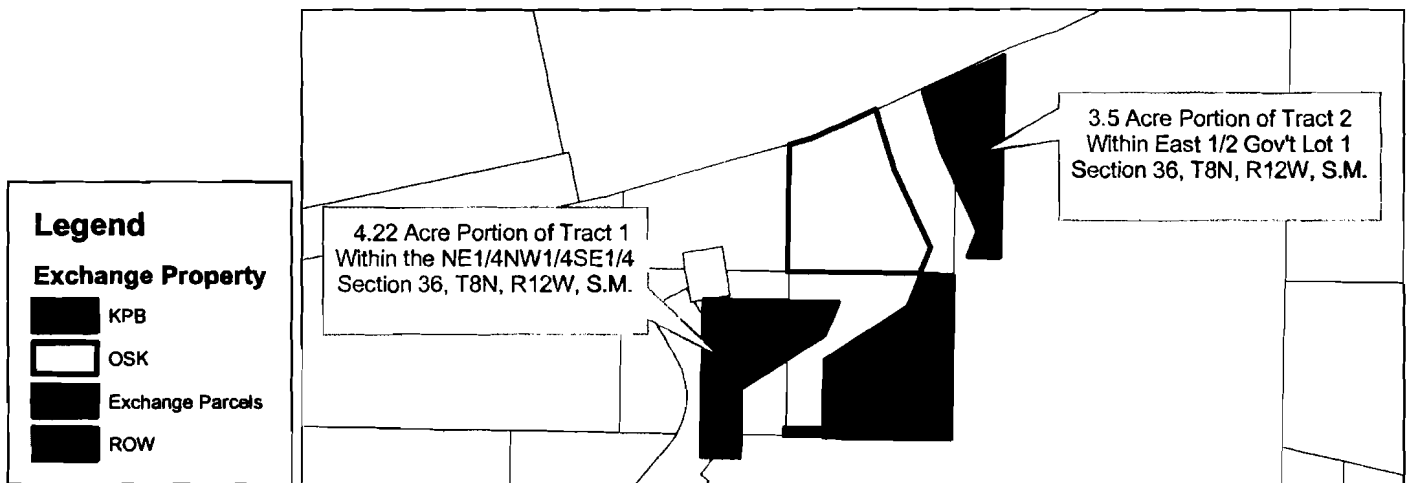 Legend
Exchange Property
KPB
OSK
Exchange Parcels
ROW
4.22 Acre Portion of Tract 1
Within the NE1/4NW1/4SE1/4
Section 36, T8N, R12W, S.M.
3.5 Acre Portion of Tract 2
Within East 1/2 Gov't Lot 1
Section 36, T8N, R12W, S.M.